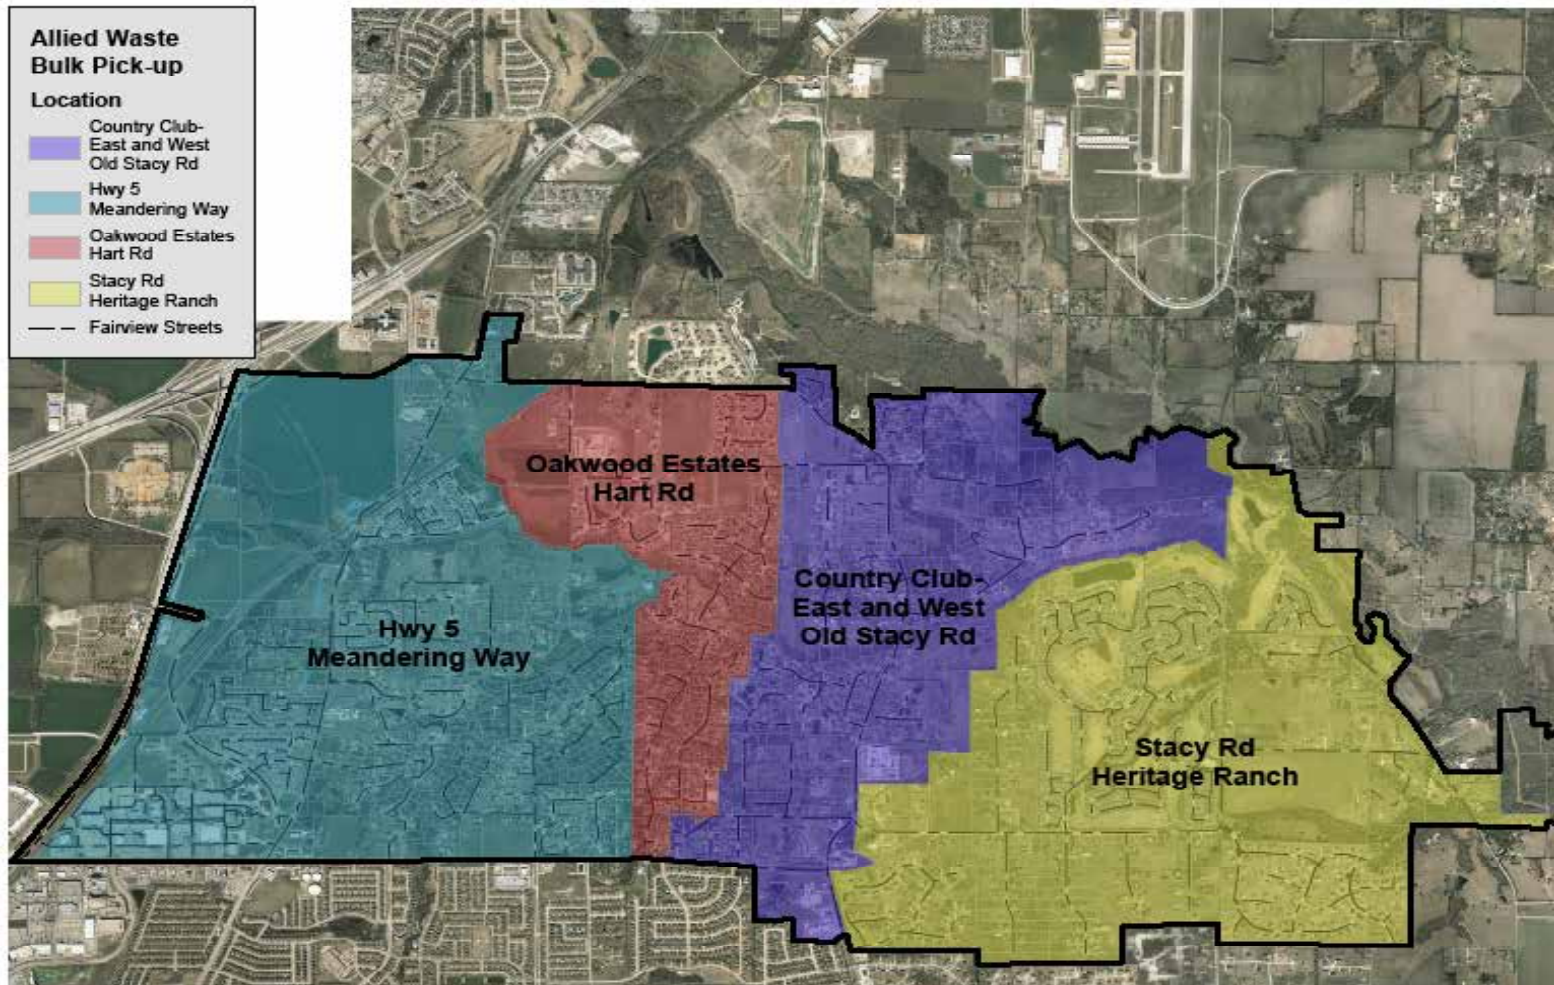 Allied Waste
Bulk Pick-up
Location
Country Club-
East and West
Old Stacy Rd
Hwy 5
Meandering Way
Oakwood Estates
Hart Rd
Stacy Rd
Heritage Ranch
Fairview Streets
Oakwood Estates
Hart Rd
Country Club-
East and West
Old Stacy Rd
Hwy 5
Meandering Way
Stacy Rd
Heritage Ranch